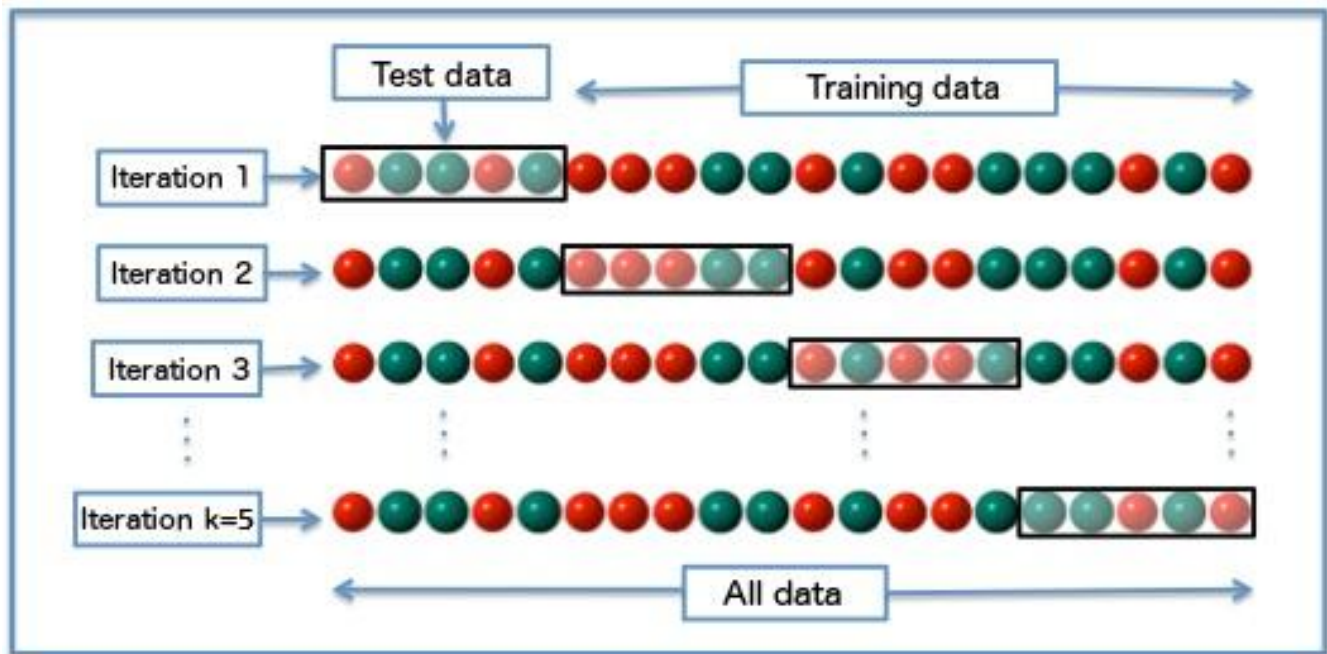 Test data
Training data
Iteration 1
Iteration 2
Iteration 3
Iteration k=5
All data